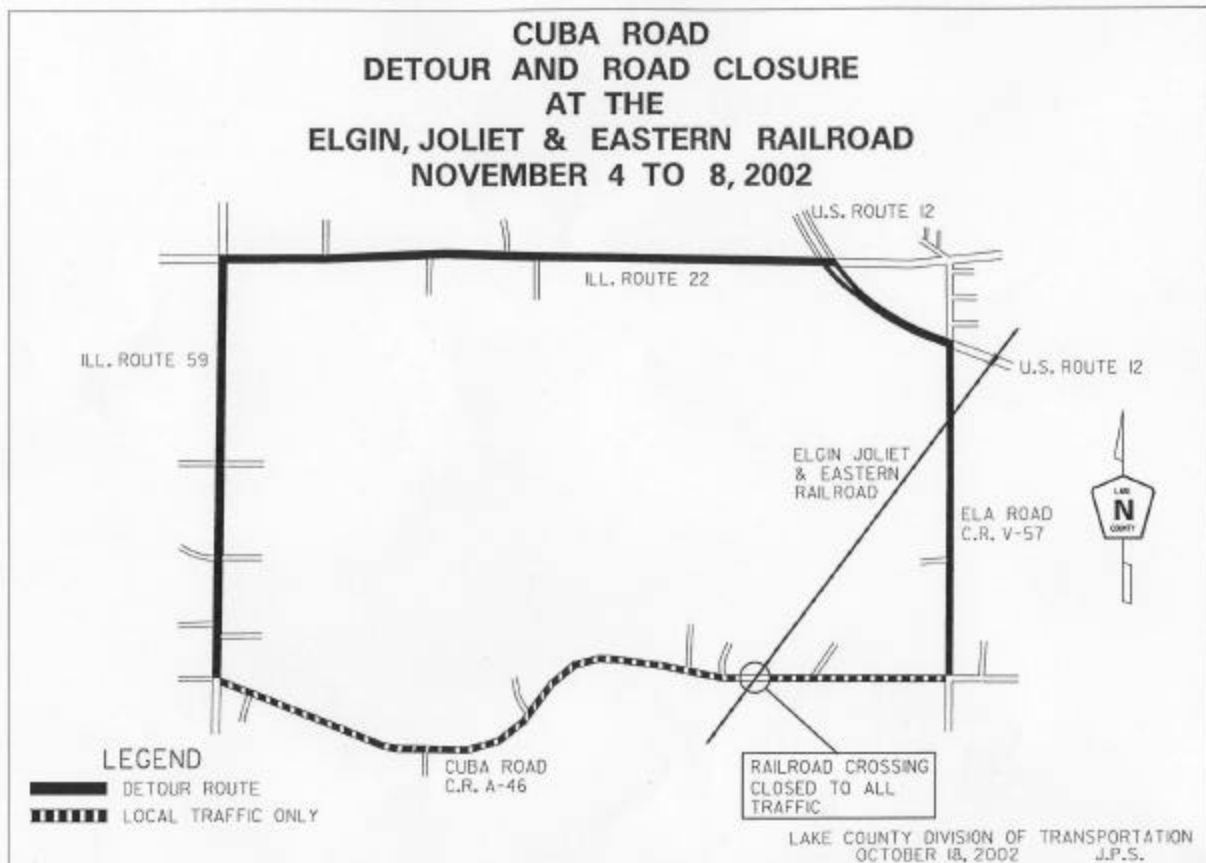 CUBA ROAD
DETOUR AND ROAD CLOSURE
AT THE
ELGIN, JOLIET & EASTERN RAILROAD
NOVEMBER 4 TO 8, 2002
U.S. ROUTE 12
ILL. ROUTE 22
ILL. ROUTE 59
U.S. ROUTE 12
ELGIN JOLIET
& EASTERN
RAILROAD
ELA ROAD
C.R. V-57
LAKE
N
COUNTY
LEGEND
DETOUR ROUTE
LOCAL TRAFFIC ONLY
CUBA ROAD
C.R. A-46
RAILROAD CROSSING
CLOSED TO ALL
TRAFFIC
LAKE COUNTY DIVISION OF TRANSPORTATION
OCTOBER 18, 2002 J.P.S.